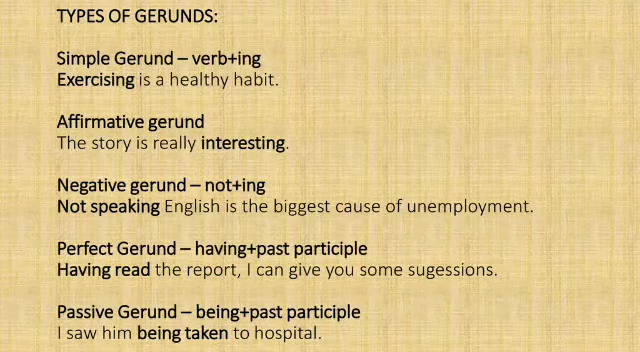 TYPES OF GERUNDS:
Simple Gerund – verb+ing
Exercising is a healthy habit.
Affirmative gerund
The story is really interesting.
Negative gerund – not+ing
Not speaking English is the biggest cause of unemployment.
Perfect Gerund – having+past participle
Having read the report, I can give you some sugessions.
Passive Gerund – being+past participle
I saw him being taken to hospital.